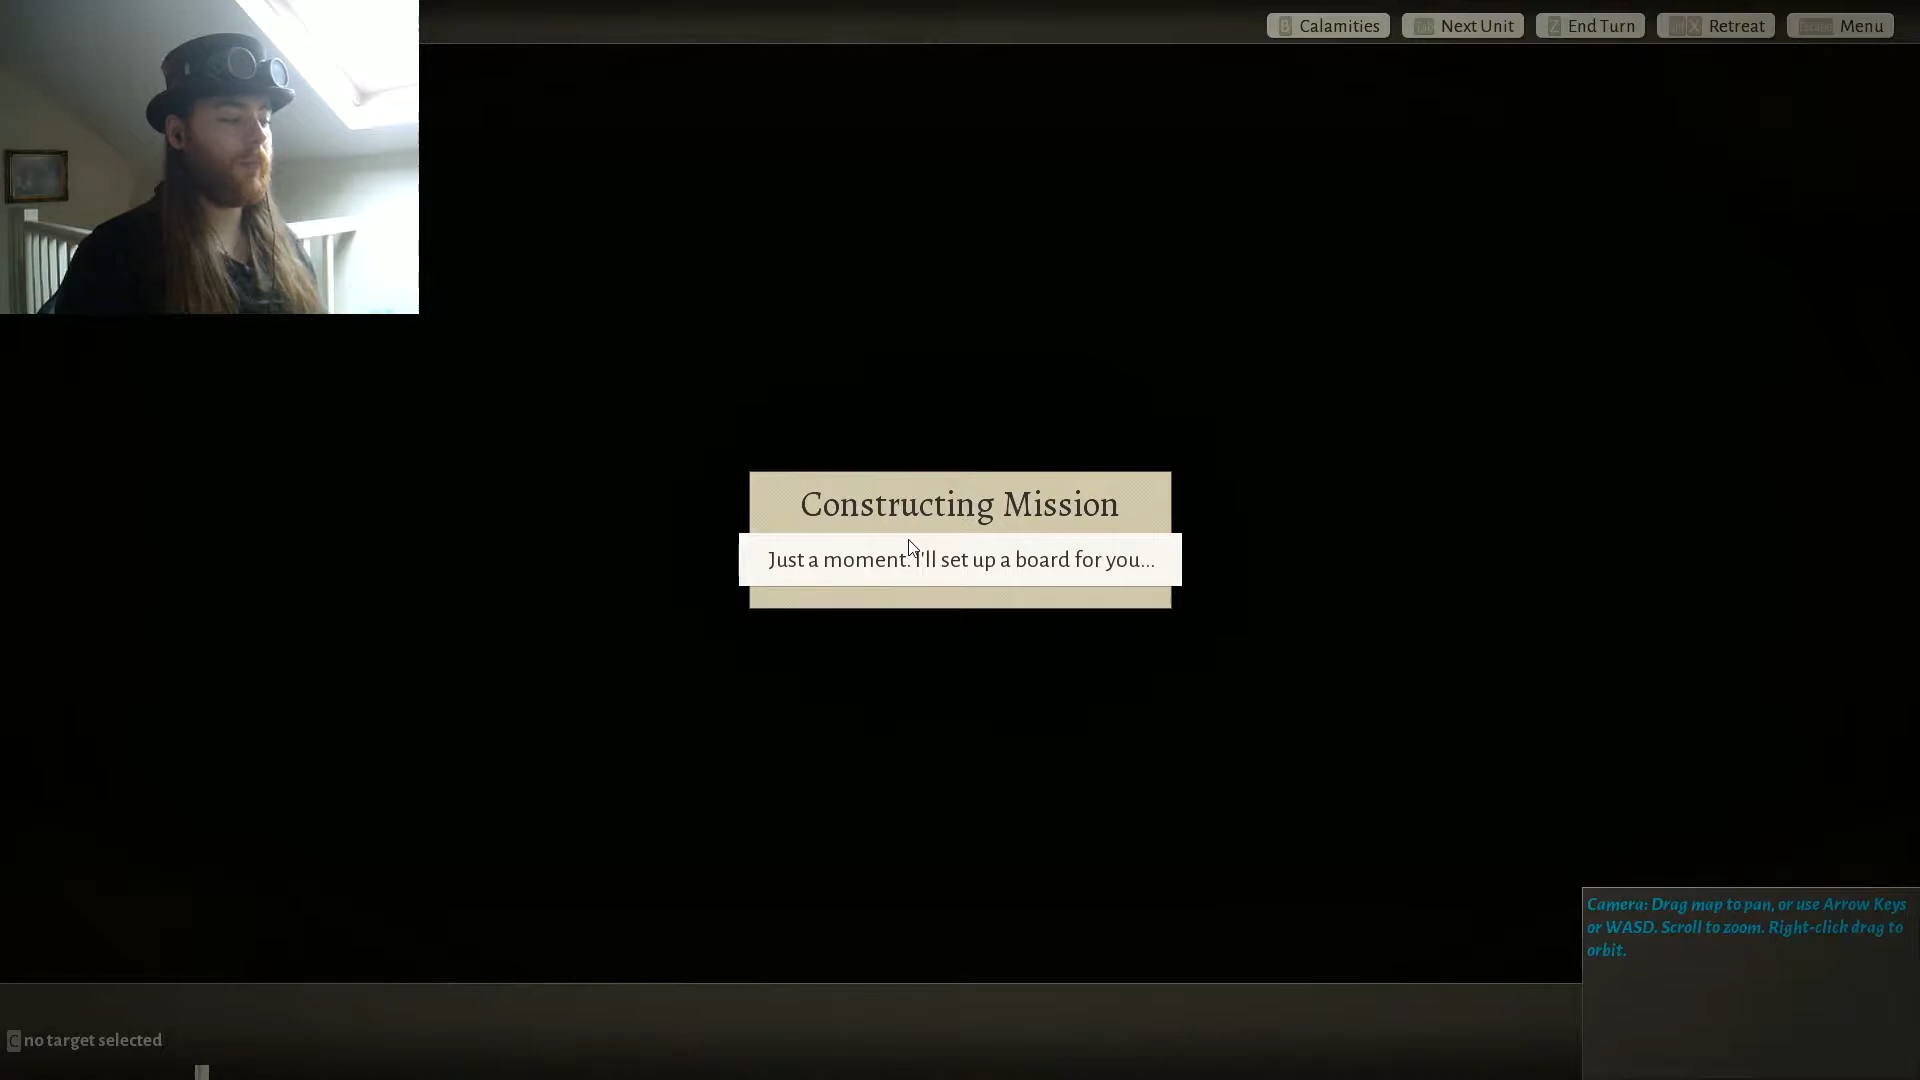 B Calamities
Tab Next Unit
Z End Turn
X Retreat
Escape Menu
Constructing Mission
Just a moment. I'll set up a board for you...
Camera: Drag map to pan, or use Arrow Keys
or WASD. Scroll to zoom. Right-click drag to
orbit.
C no target selected